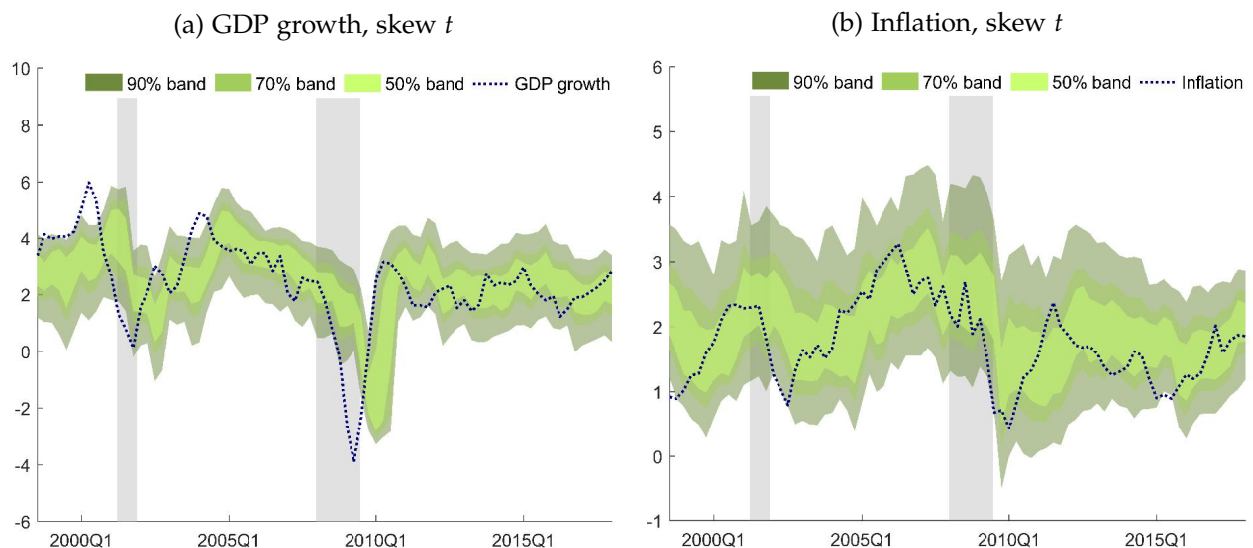 (a) GDP growth, skew t
90% band 70% band 50% band GDP growth
10
8
6
4
2
0
-2
-4
-6
2000Q1 2005Q1 2010Q1 2015Q1
(b) Inflation, skew t
90% band 70% band 50% band Inflation
6
5
4
3
2
1
0
-1
2000Q1 2005Q1 2010Q1 2015Q1